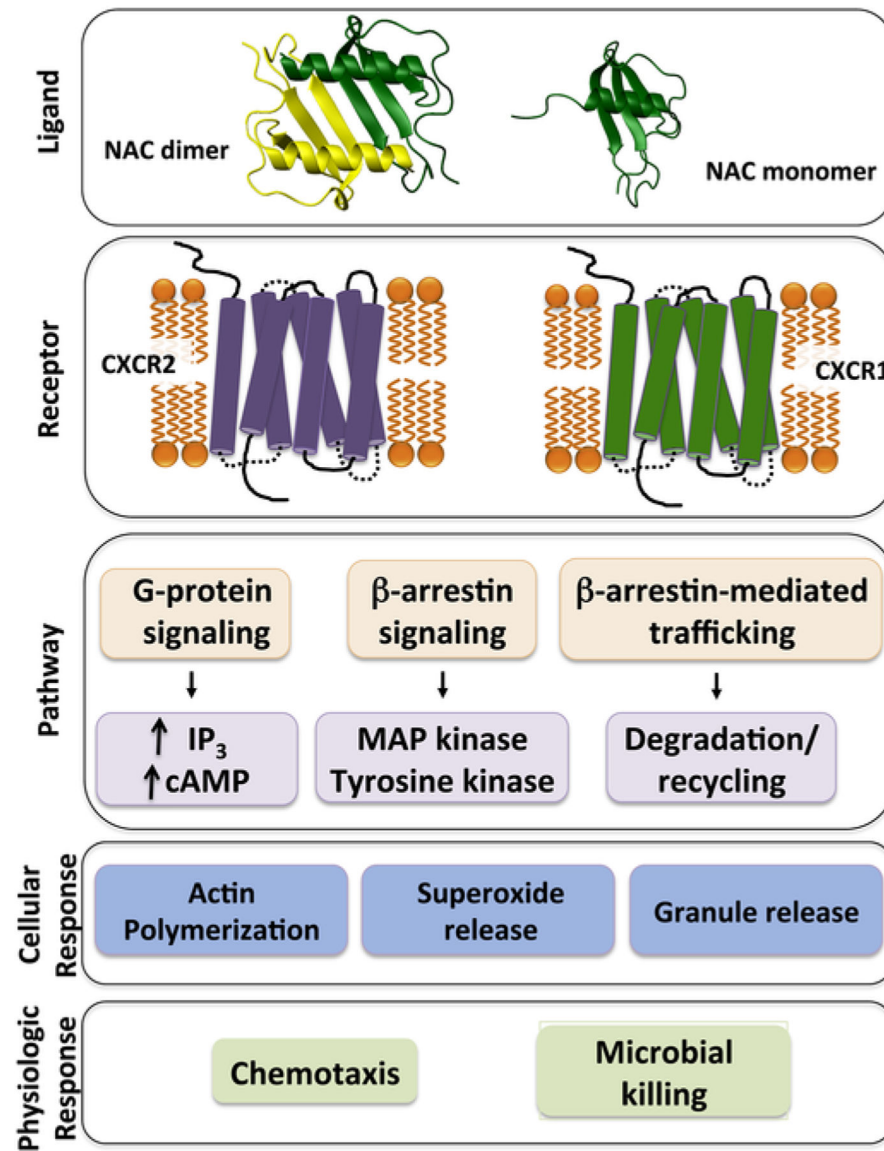 Ligand
NAC dimer
NAC monomer
Receptor
CXCR2
CXCR1
Pathway
G-protein
signaling
β-arrestin
signaling
β-arrestin-mediated
trafficking
↑ IP₃
↑cAMP
MAP kinase
Tyrosine kinase
Degradation/
recycling
Cellular
Response
Actin
Polymerization
Superoxide
release
Granule release
Physiologic
Response
Chemotaxis
Microbial
killing